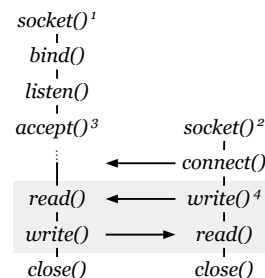 socket()¹
bind()
listen()
accept()³ socket()²
connect()
read() write()⁴
write() read()
close() close()